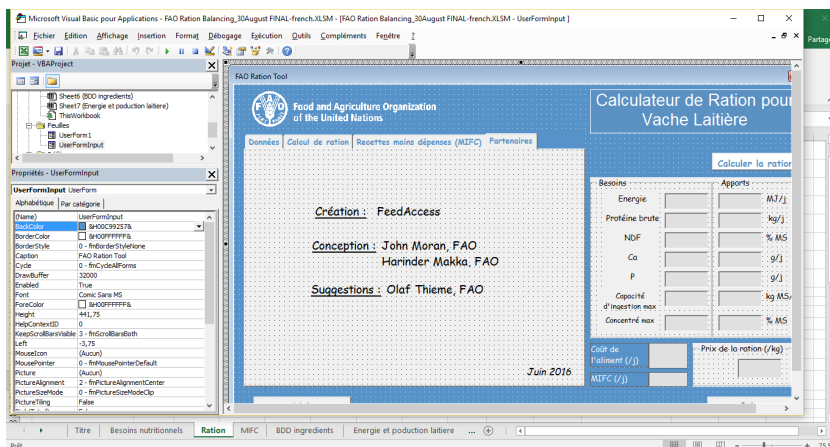 Microsoft Visual Basic pour Applications - FAO Ration Balancing_30August FINAL-french.XLSM - [FAO Ration Balancing_30August FINAL-french.XLSM - UserFormInput ]
Fichier Edition Affichage Insertion Format Débogage Exécution Outils Compléments Fenêtre ?
Partage
Projet - VBAProject
Sheet6 (BDD ingredients)
Sheet7 (Energie et poduction laitiere)
ThisWorkbook
Feuilles
UserForm1
UserFormInput
Propriétés - UserFormInput
UserFormInput UserForm
Alphabétique Par catégorie
(Name) UserFormInput
BackColor &H00C99257&
BorderColor &H00FFFFFF&
BorderStyle 0 - fmBorderStyleNone
Caption FAO Ration Tool
Cycle 0 - fmCycleAllForms
DrawBuffer 32000
Enabled True
Font Comic Sans MS
ForeColor &H00FFFFFF&
Height 441,75
HelpContextID 0
KeepScrollBarsVisible 3 - fmScrollBarsBoth
Left -3,75
MouseIcon (Aucun)
MousePointer 0 - fmMousePointerDefault
Picture (Aucun)
PictureAlignment 2 - fmPictureAlignmentCenter
PictureSizeMode 0 - fmPictureSizeModeClip
PictureTiling False
FAO Ration Tool
Food and Agriculture Organization
of the United Nations
Calculateur de Ration pour
Vache Laitière
Données Calcul de ration Recettes moins dépenses (MIFC) Partenaires
Création : FeedAccess
Conception : John Moran, FAO
Harinder Makka, FAO
Suggestions : Olaf Thieme, FAO
Juin 2016
Calculer la ration
Besoins Apports
Energie MJ/j
Protéine brute kg/j
NDF % MS
Ca g/j
P g/j
Capacité
d'ingestion max kg MS/
Concentré max % MS
Coût de
l'aliment (/j)
MIFC (/j)
Prix de la ration (/kg)
Titre Besoins nutritionnels Ration MIFC BDD ingredients Energie et poduction laitiere ...